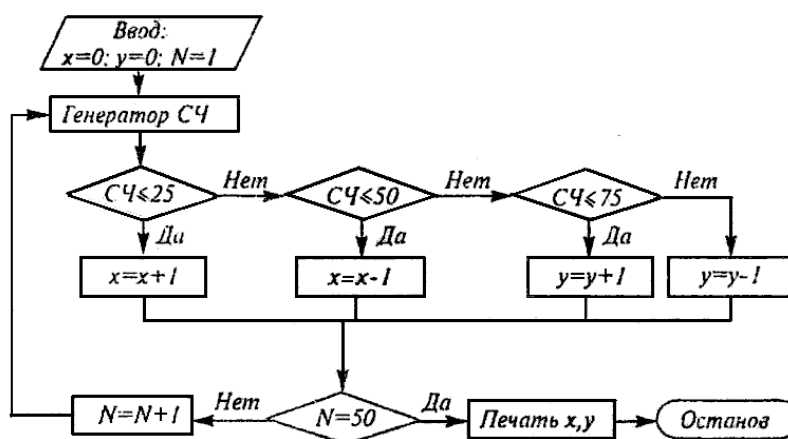 Ввод:
x=0; y=0; N=1
Генератор СЧ
СЧ≤25
Нет
СЧ≤50
Нет
СЧ≤75
Нет
Да
Да
Да
x=x+1
x=x-1
y=y+1
y=y-1
N=N+1
Нет
N=50
Да
Печать x,y
Останов